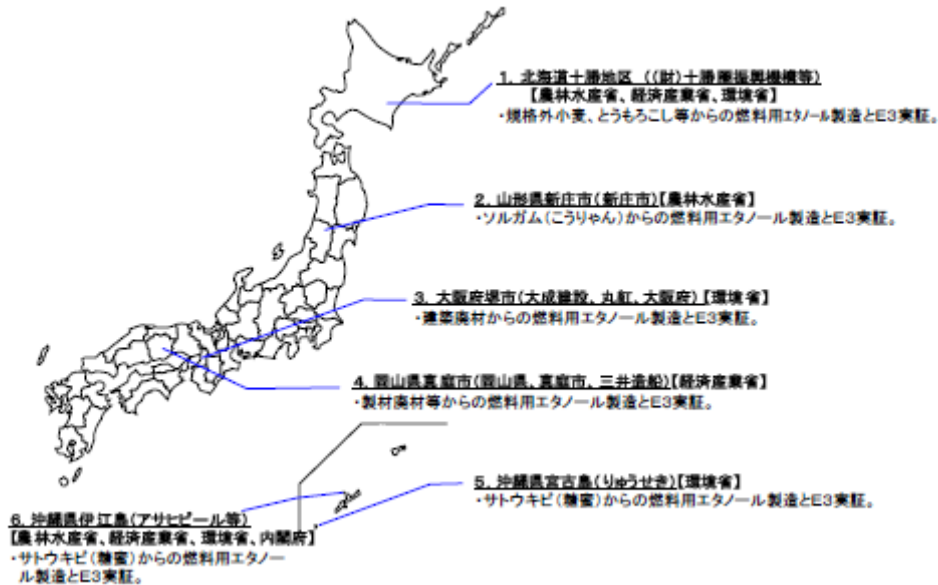 1. 北海道十勝地区 ((財)十勝圏振興機構等)
【農林水産省、経済産業省、環境省】
・規格外小麦、とうもろこし等からの燃料用エタノール製造とE3実証。
2. 山形県新庄市(新庄市)【農林水産省】
・ソルガム(こうりゃん)からの燃料用エタノール製造とE3実証。
3. 大阪府堺市(大成建設、丸紅、大阪府)【環境省】
・建築廃材からの燃料用エタノール製造とE3実証。
4. 岡山県真庭市(岡山県、真庭市、三井造船)【経済産業省】
・製材廃材等からの燃料用エタノール製造とE3実証。
5. 沖縄県宮古島(りゅうせき)【環境省】
・サトウキビ(糖蜜)からの燃料用エタノール製造とE3実証。
6. 沖縄県伊江島(アサヒビール等)
【農林水産省、経済産業省、環境省、内閣府】
・サトウキビ(糖蜜)からの燃料用エタノー
ル製造とE3実証。